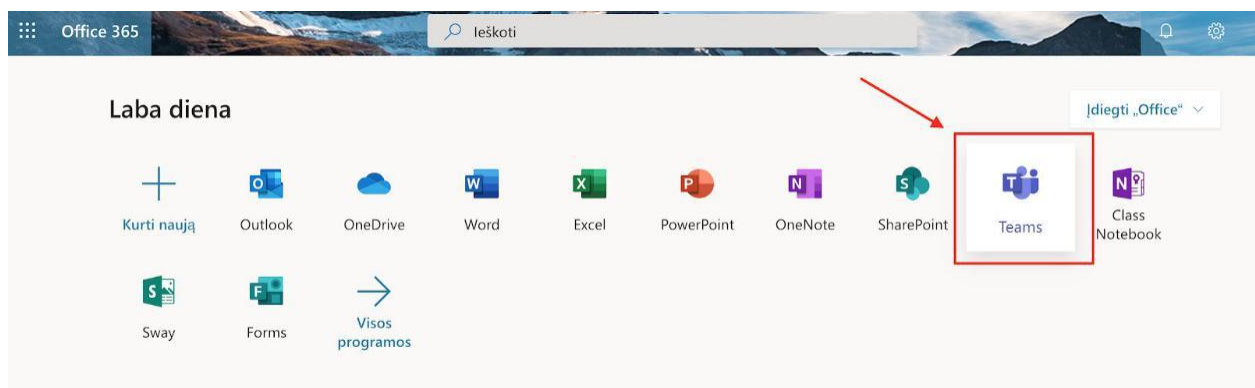 Office 365
Ieškoti
Laba diena
Įdiegti „Office“
Kurti naują
Outlook
OneDrive
Word
Excel
PowerPoint
OneNote
SharePoint
Teams
Class
Notebook
Sway
Forms
Visos
programos